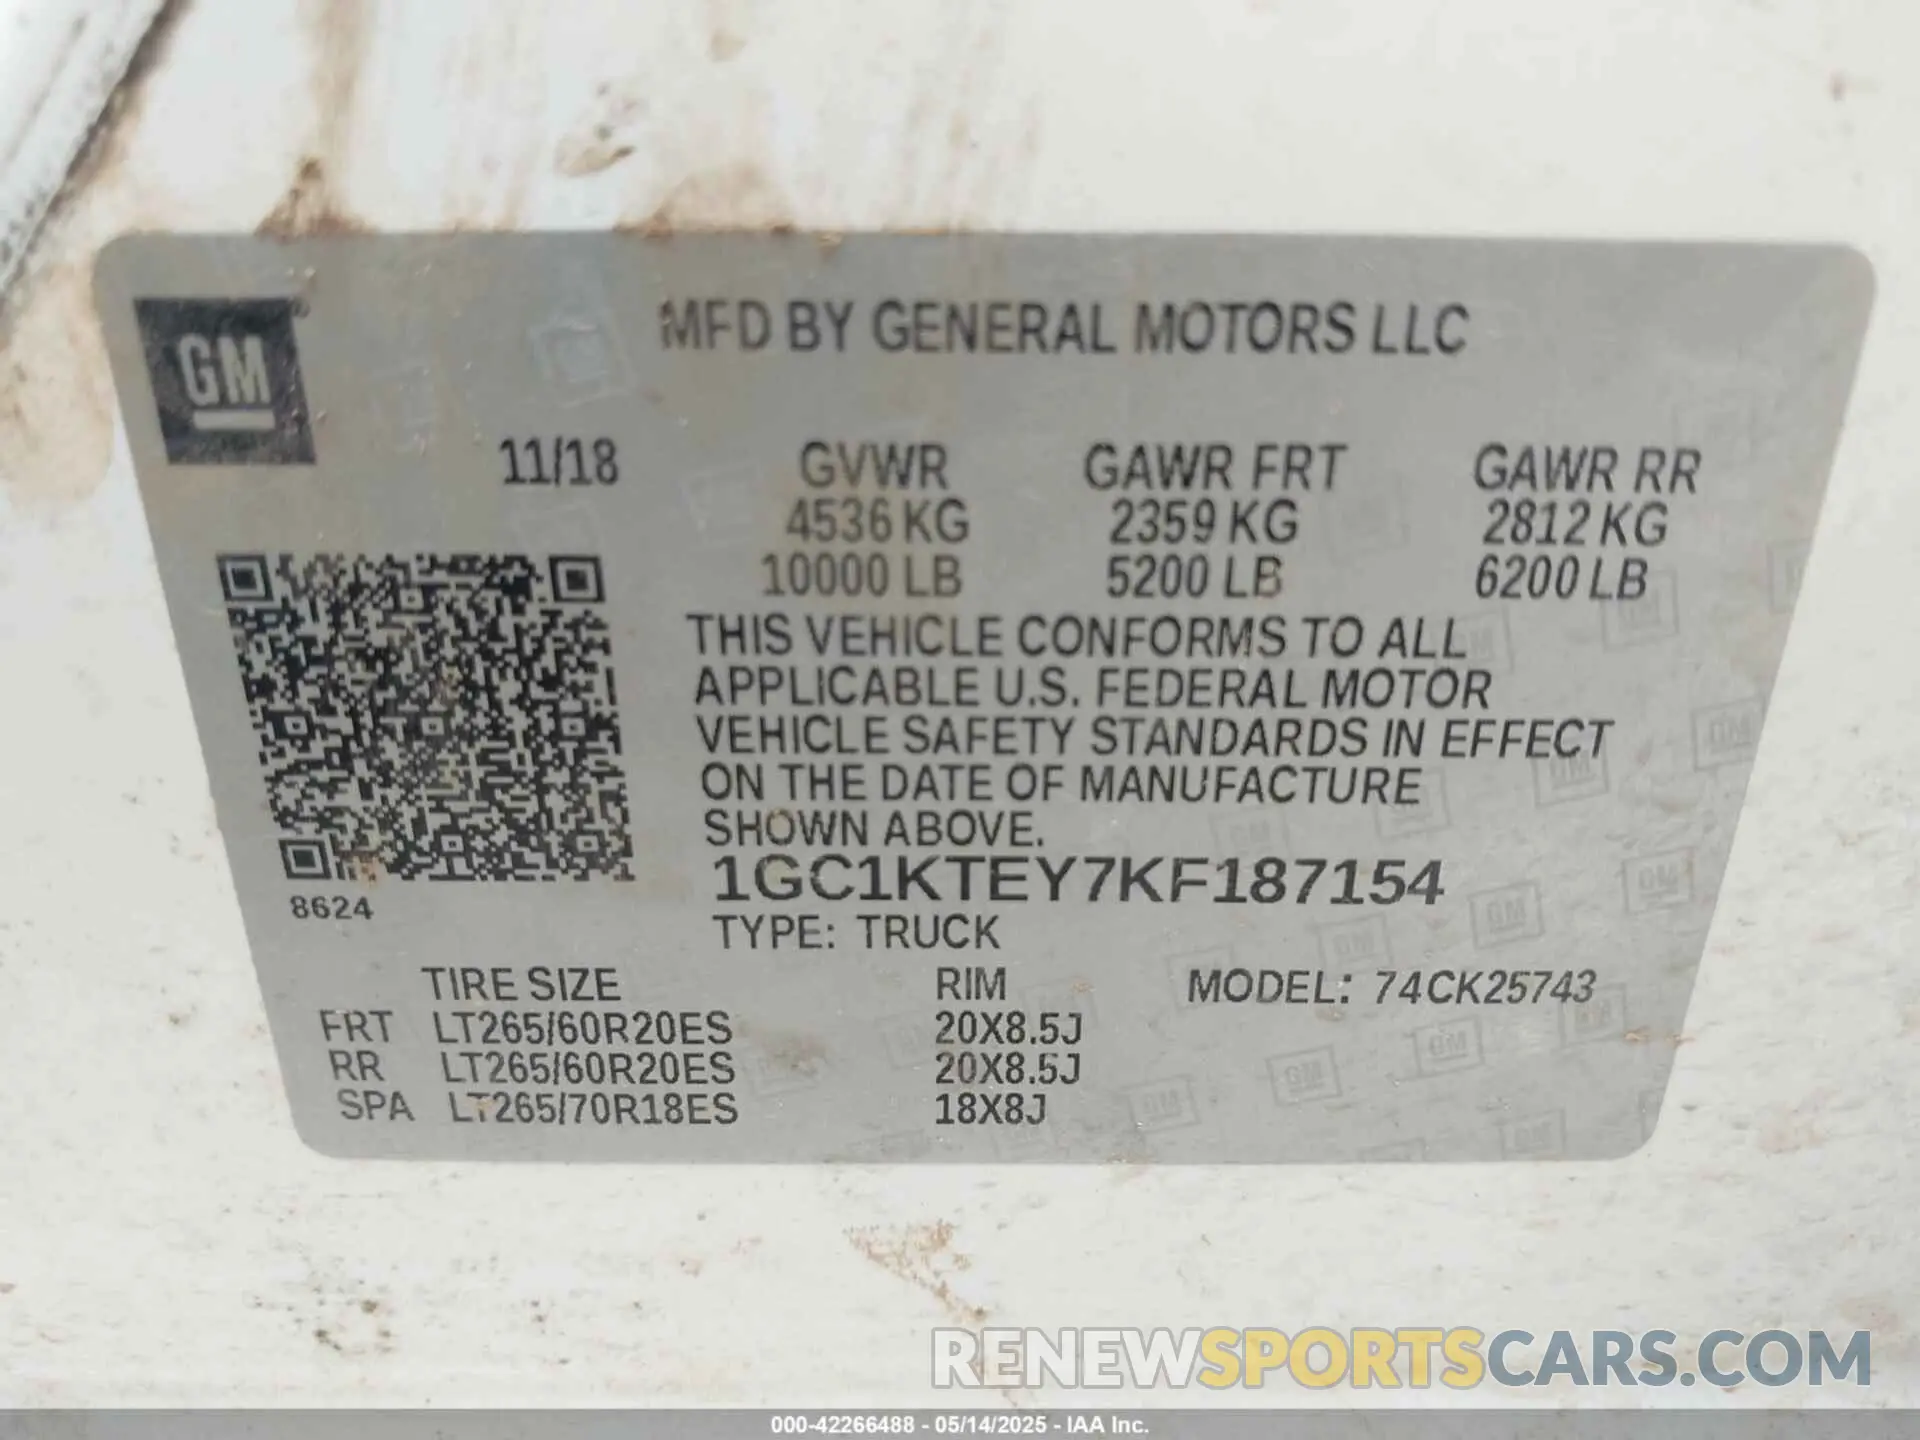 GM
MFD BY GENERAL MOTORS LLC
11/18 GVWR GAWR FRT GAWR RR
4536 KG 2359 KG 2812 KG
10000 LB 5200 LB 6200 LB
THIS VEHICLE CONFORMS TO ALL
APPLICABLE U.S. FEDERAL MOTOR
VEHICLE SAFETY STANDARDS IN EFFECT
ON THE DATE OF MANUFACTURE
SHOWN ABOVE.
1GC1KTEY7KF187154
8624
TYPE: TRUCK
TIRE SIZE RIM MODEL: 74CK25743
FRT LT265/60R20ES 20X8.5J
RR LT265/60R20ES 20X8.5J
SPA LT265/70R18ES 18X8J
RENEWSPORTSCARS.COM
000-42266488 - 05/14/2025 - IAA Inc.